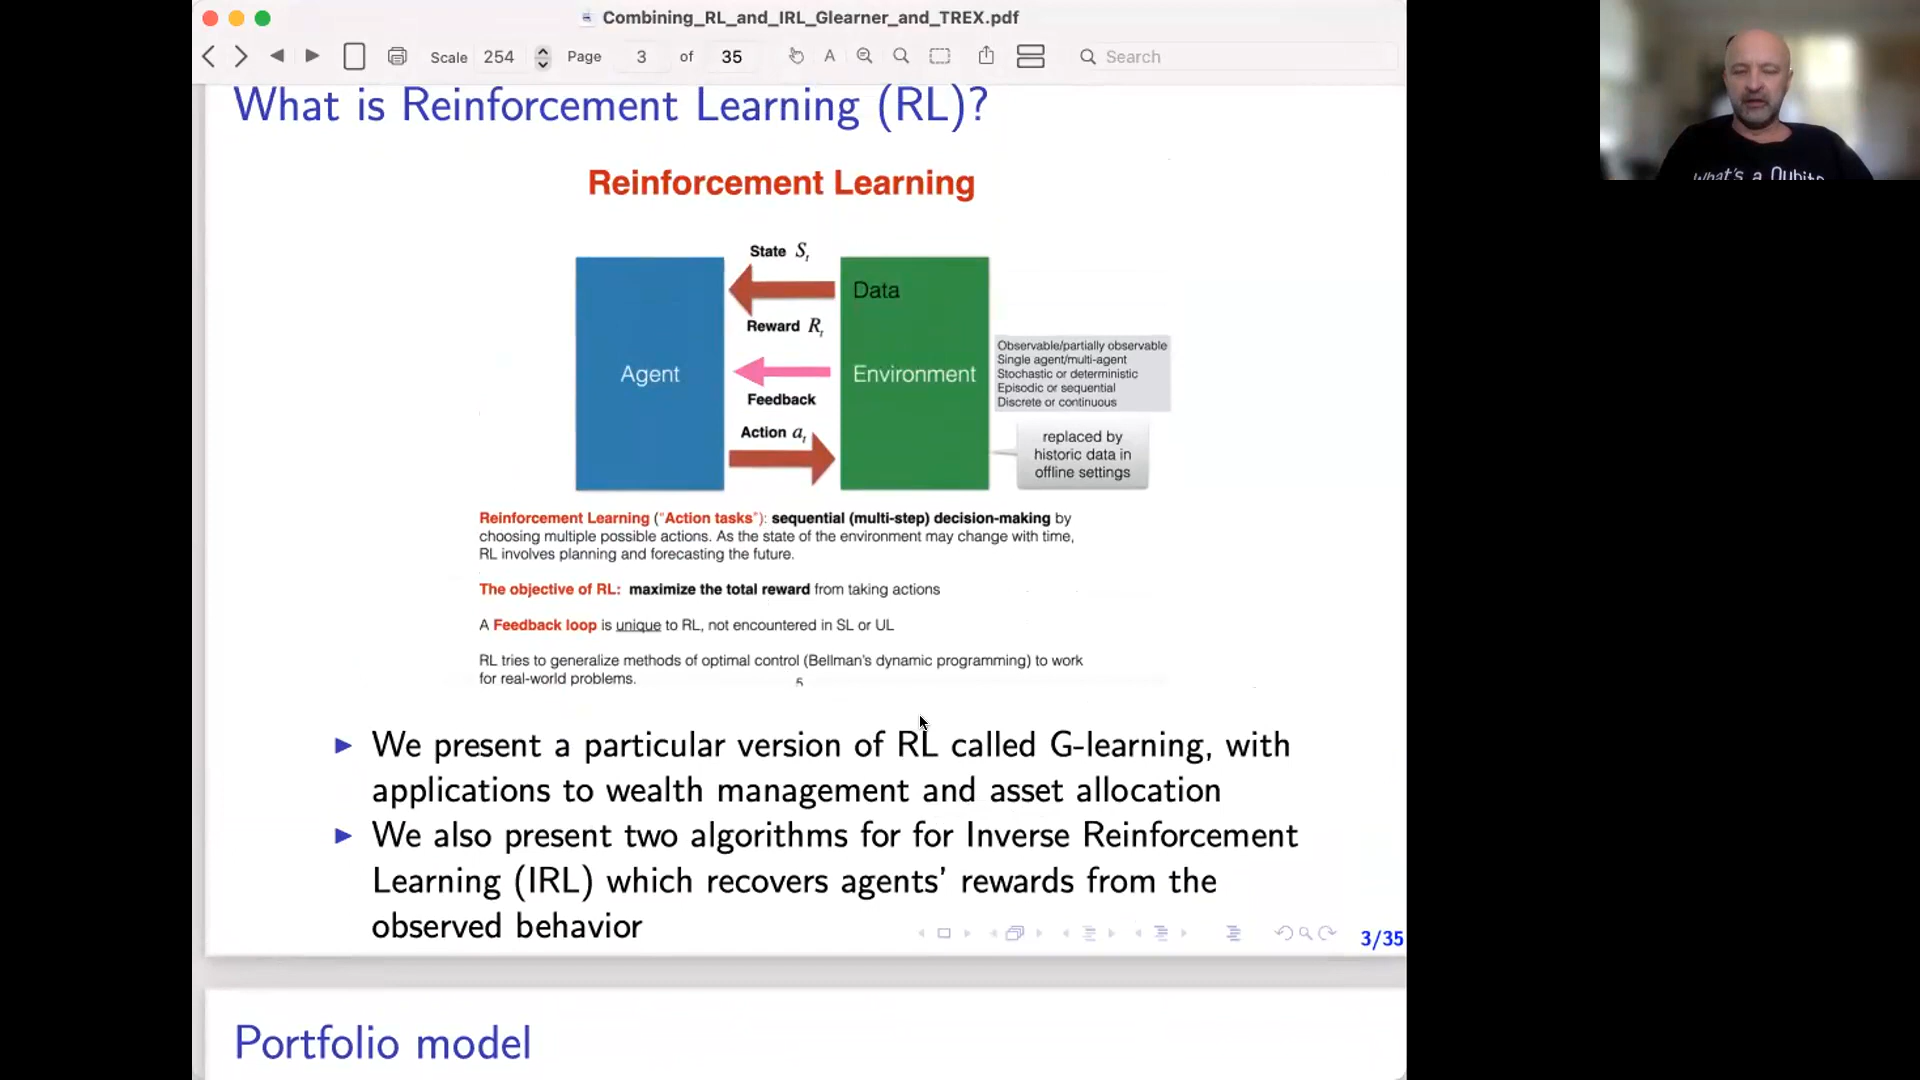 Combining_RL_and_IRL_Glearner_and_TREX.pdf
Scale 254 Page 3 of 35 A Search
What is Reinforcement Learning (RL)?
Reinforcement Learning
State St
Data
Reward Rt
Agent
Environment
Feedback
Action at
Observable/partially observable
Single agent/multi-agent
Stochastic or deterministic
Episodic or sequential
Discrete or continuous
replaced by
historic data in
offline settings
Reinforcement Learning ("Action tasks"): sequential (multi-step) decision-making by
choosing multiple possible actions. As the state of the environment may change with time,
RL involves planning and forecasting the future.
The objective of RL: maximize the total reward from taking actions
A Feedback loop is unique to RL, not encountered in SL or UL
RL tries to generalize methods of optimal control (Bellman's dynamic programming) to work
for real-world problems.
5
▶ We present a particular version of RL called G-learning, with
applications to wealth management and asset allocation
▶ We also present two algorithms for for Inverse Reinforcement
Learning (IRL) which recovers agents' rewards from the
observed behavior
3/35
Portfolio model
What's a Qubit